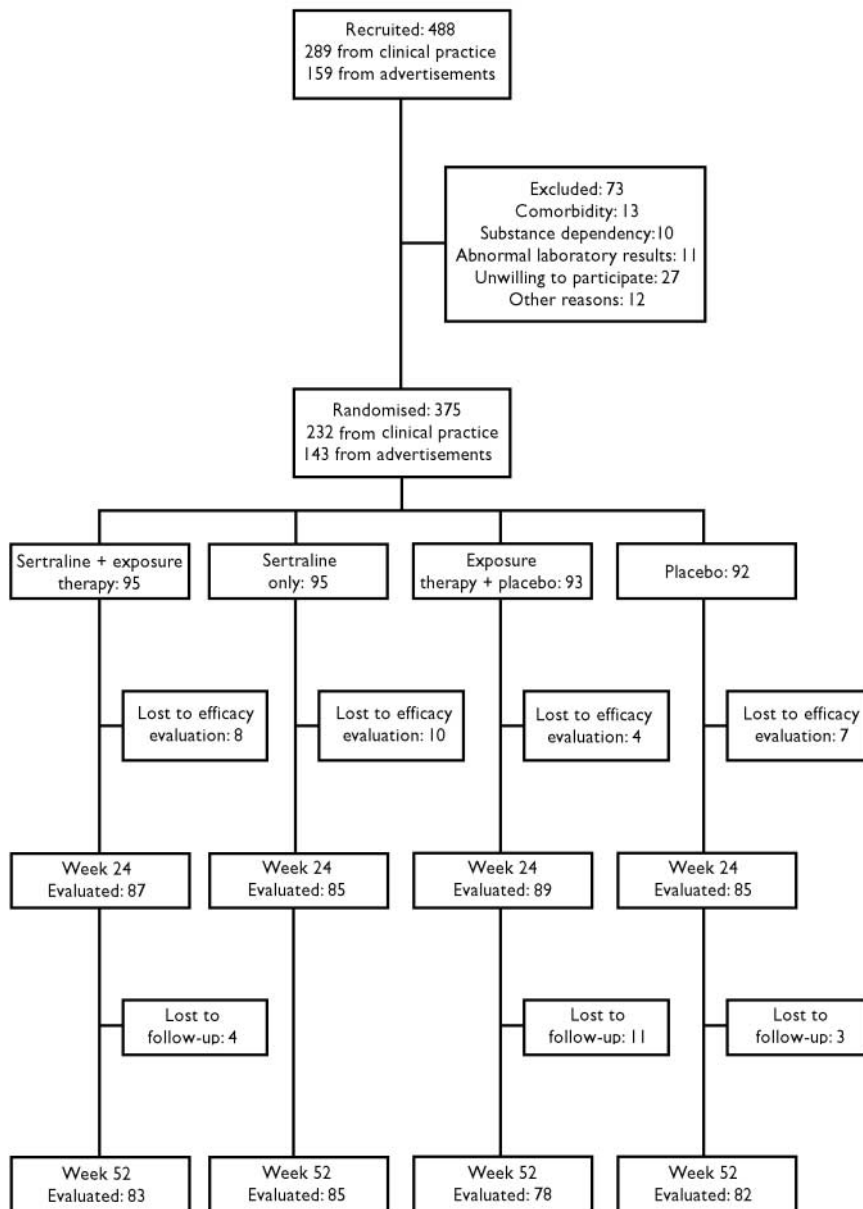 Recruited: 488
289 from clinical practice
159 from advertisements
Excluded: 73
Comorbidity: 13
Substance dependency:10
Abnormal laboratory results: 11
Unwilling to participate: 27
Other reasons: 12
Randomised: 375
232 from clinical practice
143 from advertisements
Sertraline + exposure
therapy: 95
Sertraline
only: 95
Exposure
therapy + placebo: 93
Placebo: 92
Lost to efficacy
evaluation: 8
Lost to efficacy
evaluation: 10
Lost to efficacy
evaluation: 4
Lost to efficacy
evaluation: 7
Week 24
Evaluated: 87
Week 24
Evaluated: 85
Week 24
Evaluated: 89
Week 24
Evaluated: 85
Lost to
follow-up: 4
Lost to
follow-up: 11
Lost to
follow-up: 3
Week 52
Evaluated: 83
Week 52
Evaluated: 85
Week 52
Evaluated: 78
Week 52
Evaluated: 82